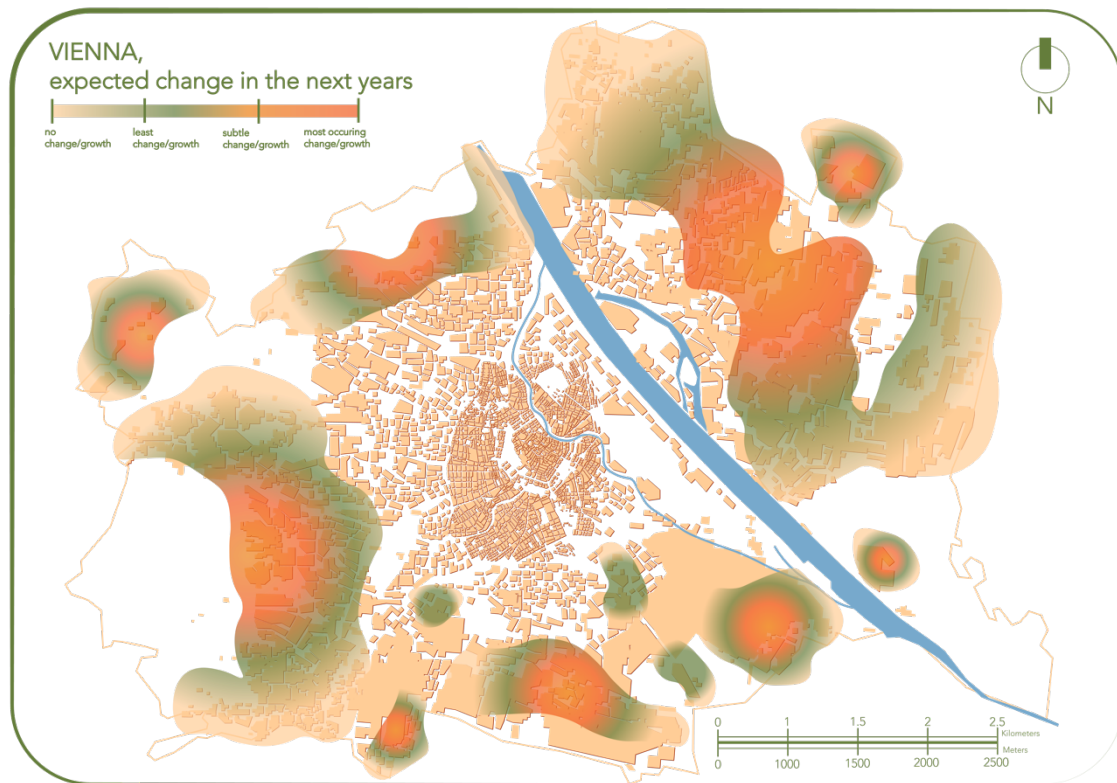 VIENNA,
expected change in the next years
no change/growth
least change/growth
subtle change/growth
most occuring change/growth
N
0 1 1.5 2 2.5
Kilometers
Meters
0 1000 1500 2000 2500